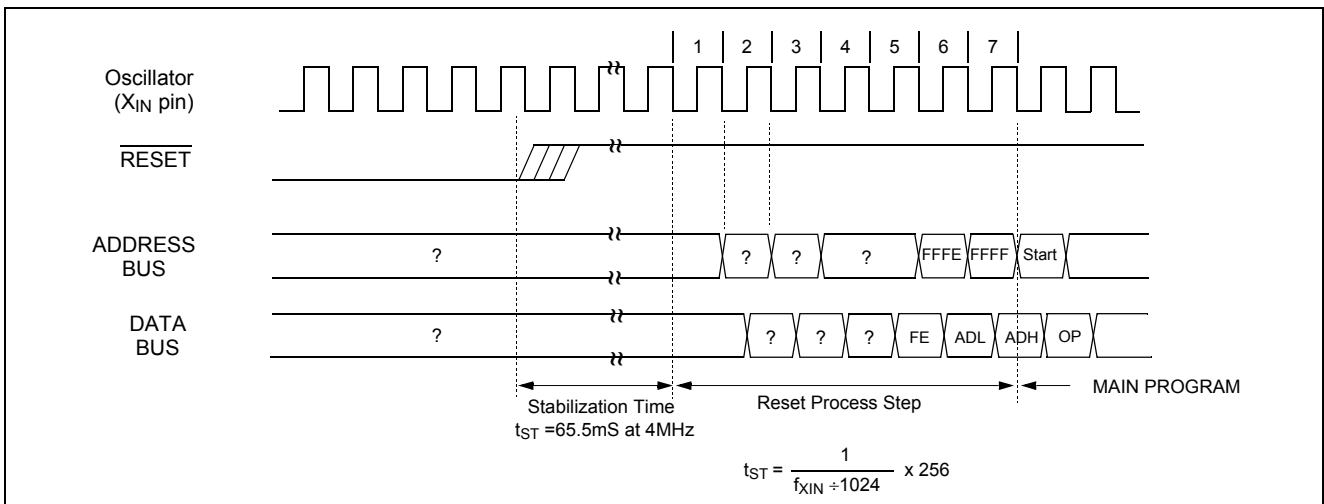 1 2 3 4 5 6 7
Oscillator
(XIN pin)
RESET
ADDRESS
BUS
? ? ? ? FFFE FFFF Start
DATA
BUS
? ? ? ? FE ADL ADH OP
MAIN PROGRAM
Stabilization Time
tST =65.5mS at 4MHz
Reset Process Step
tST = 1 / fXIN ÷1024 x 256